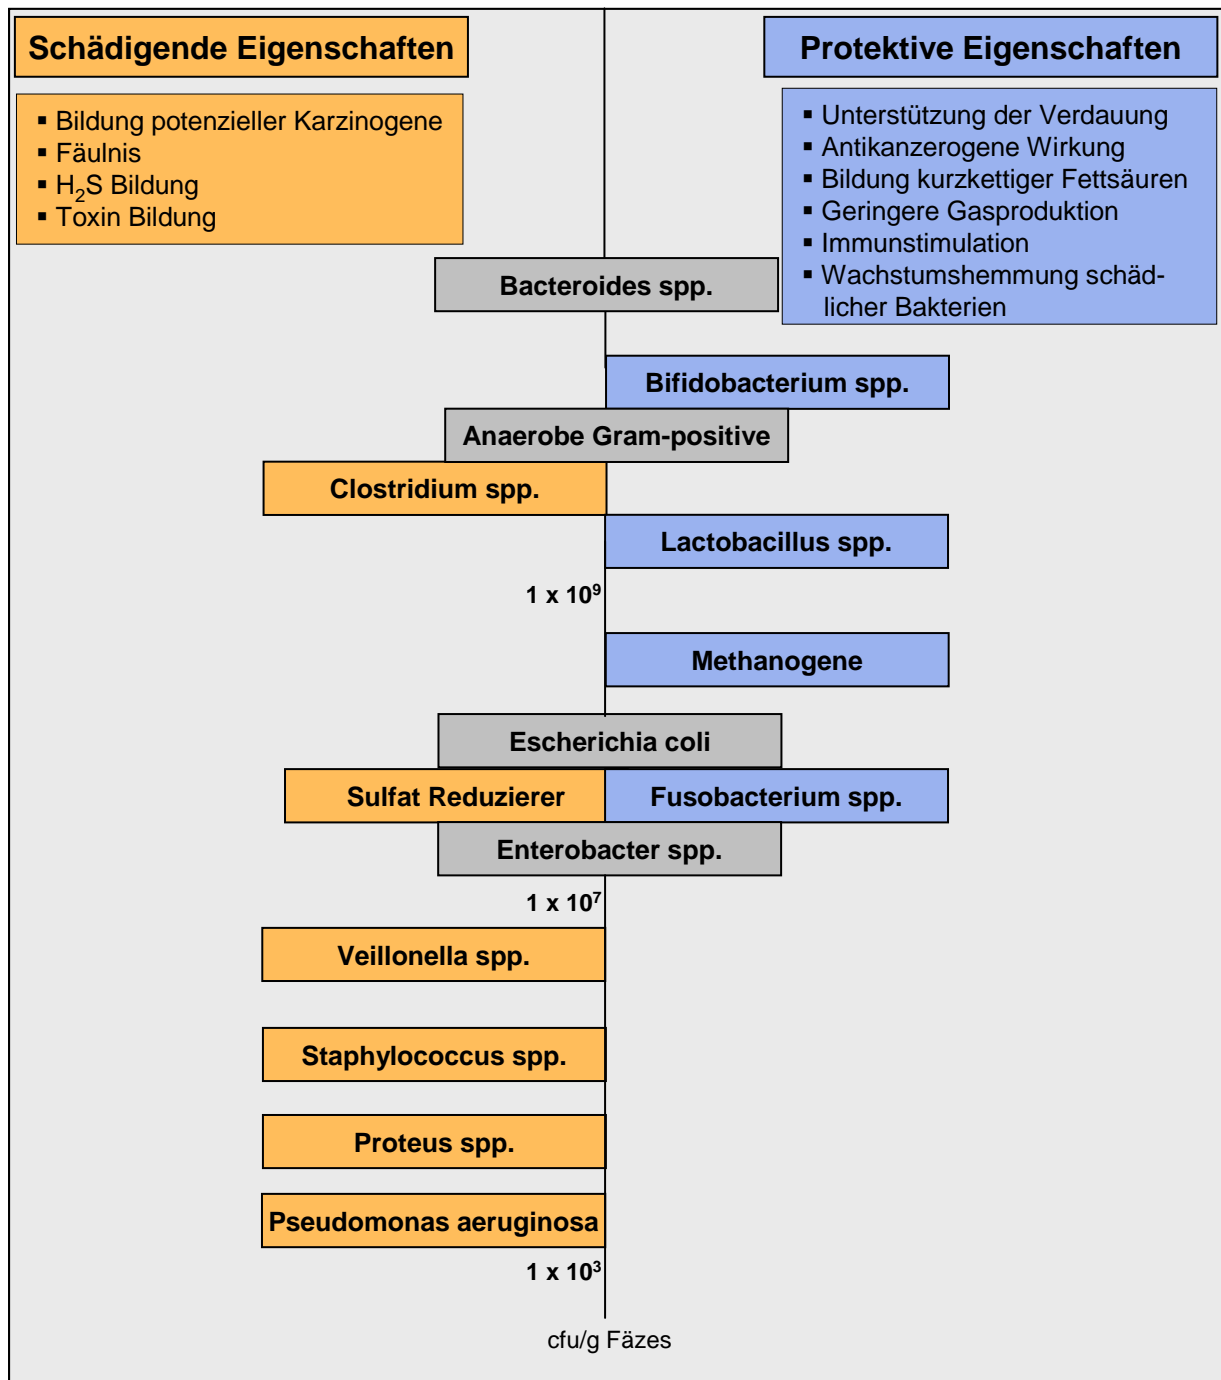 Schädigende Eigenschaften
▪ Bildung potenzieller Karzinogene
▪ Fäulnis
▪ H₂S Bildung
▪ Toxin Bildung
Protektive Eigenschaften
▪ Unterstützung der Verdauung
▪ Antikanzerogene Wirkung
▪ Bildung kurzkettiger Fettsäuren
▪ Geringere Gasproduktion
▪ Immunstimulation
▪ Wachstumshemmung schäd-
licher Bakterien
Bacteroides spp.
Bifidobacterium spp.
Anaerobe Gram-positive
Clostridium spp.
Lactobacillus spp.
1 x 10⁹
Methanogene
Escherichia coli
Sulfat Reduzierer
Fusobacterium spp.
Enterobacter spp.
1 x 10⁷
Veillonella spp.
Staphylococcus spp.
Proteus spp.
Pseudomonas aeruginosa
1 x 10³
cfu/g Fäzes